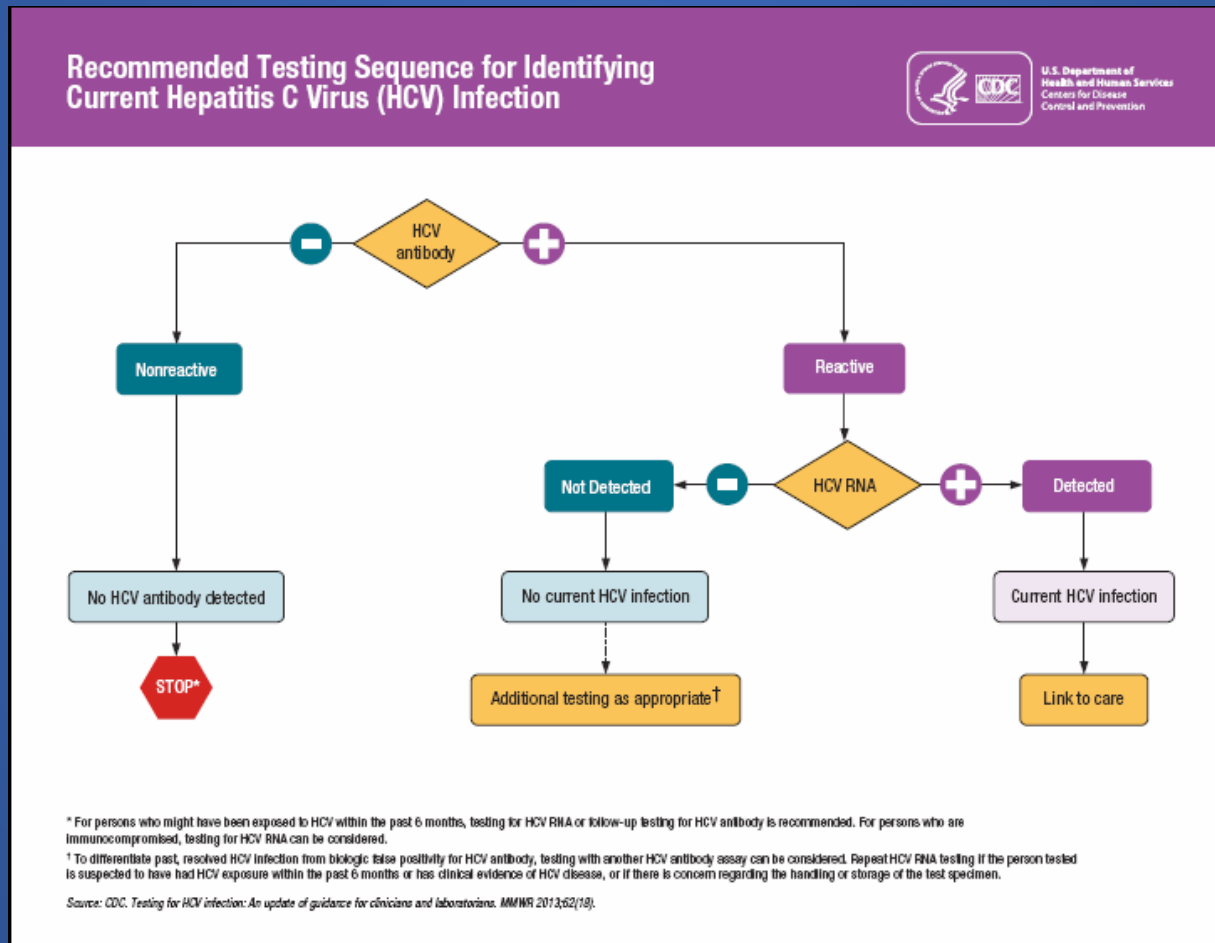 Recommended Testing Sequence for Identifying
Current Hepatitis C Virus (HCV) Infection
CDC
U.S. Department of
Health and Human Services
Centers for Disease
Control and Prevention
HCV
antibody
Nonreactive
Reactive
Not Detected
HCV RNA
Detected
No HCV antibody detected
No current HCV infection
Current HCV infection
STOP*
Additional testing as appropriate†
Link to care
* For persons who might have been exposed to HCV within the past 6 months, testing for HCV RNA or follow-up testing for HCV antibody is recommended. For persons who are
immunocompromised, testing for HCV RNA can be considered.
† To differentiate past, resolved HCV infection from biologic false positivity for HCV antibody, testing with another HCV antibody assay can be considered. Repeat HCV RNA testing if the person tested
is suspected to have had HCV exposure within the past 6 months or has clinical evidence of HCV disease, or if there is concern regarding the handling or storage of the test specimen.
Source: CDC. Testing for HCV infection: An update of guidance for clinicians and laboratorians. MMWR 2013;62(18).